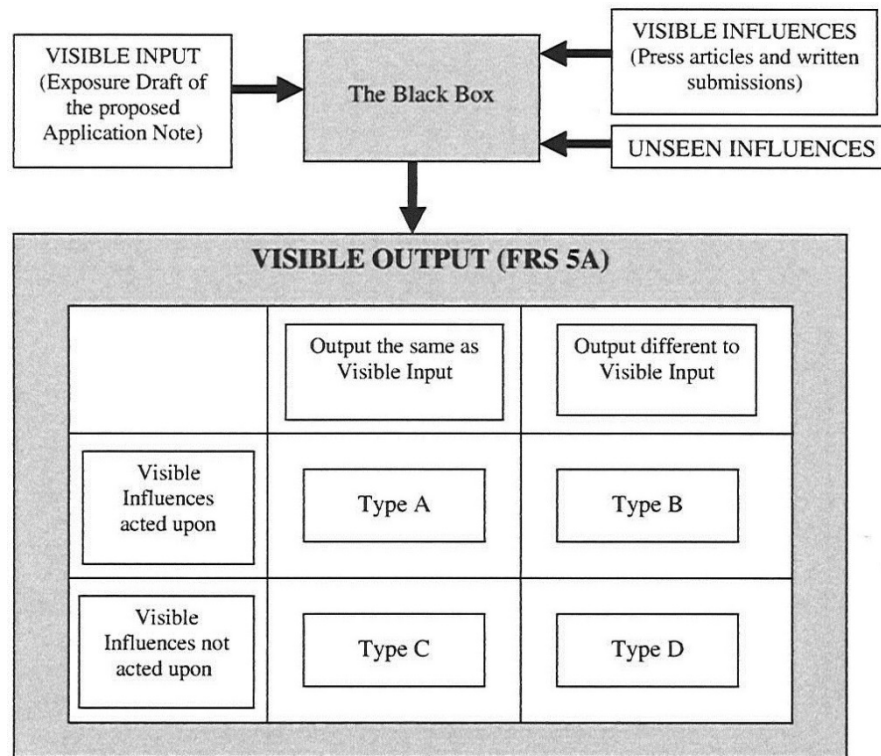 VISIBLE INPUT
(Exposure Draft of
the proposed
Application Note)
The Black Box
VISIBLE INFLUENCES
(Press articles and written
submissions)
UNSEEN INFLUENCES
VISIBLE OUTPUT (FRS 5A)
Output the same as
Visible Input
Output different to
Visible Input
Visible
Influences
acted upon
Type A
Type B
Visible
Influences not
acted upon
Type C
Type D